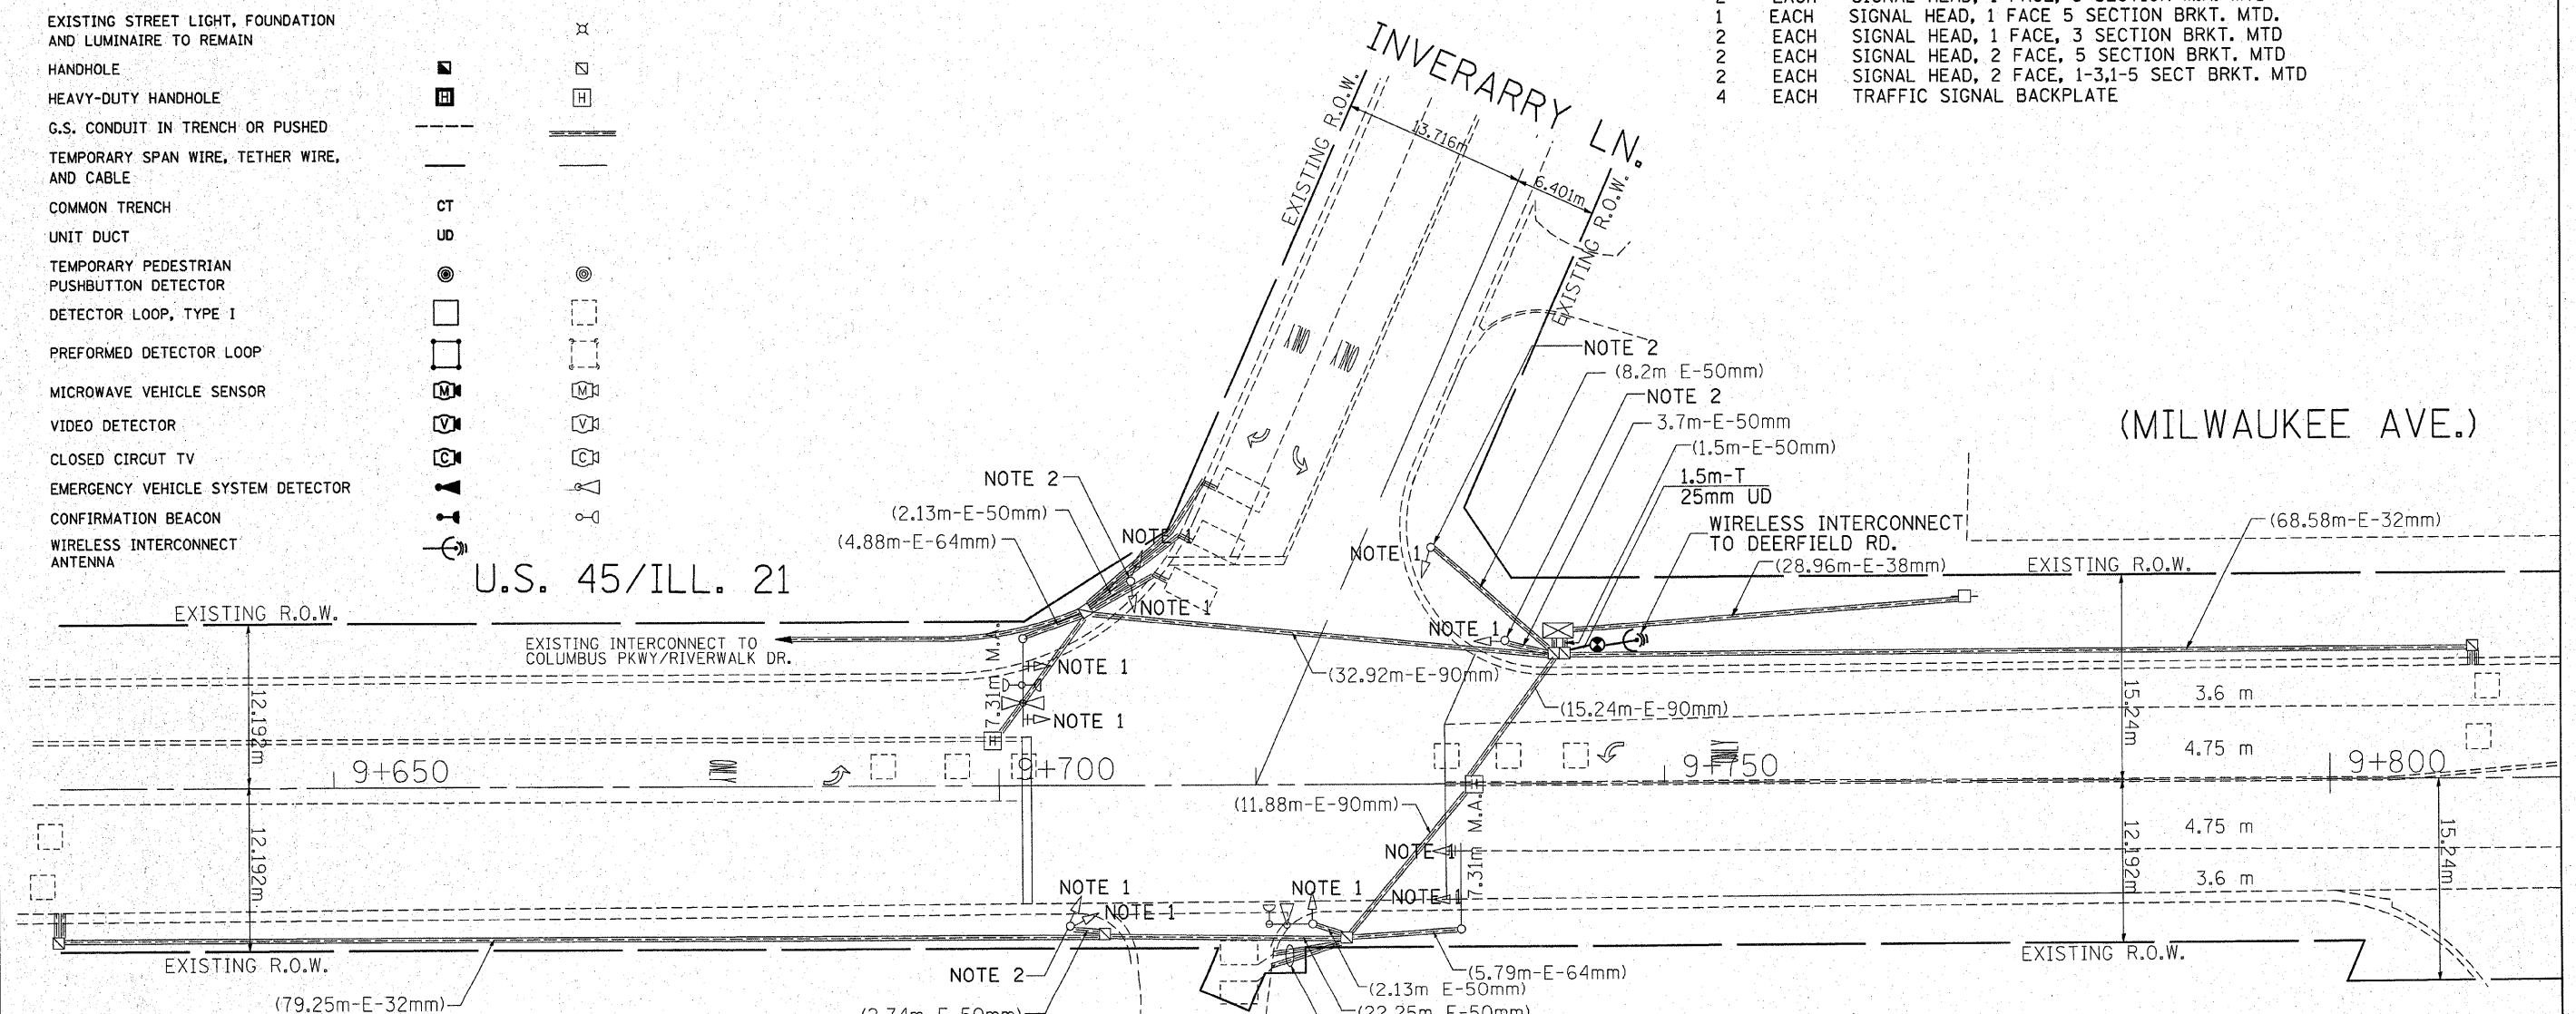 EXISTING STREET LIGHT, FOUNDATION
AND LUMINAIRE TO REMAIN
HANDHOLE
HEAVY-DUTY HANDHOLE
H H
G.S. CONDUIT IN TRENCH OR PUSHED
TEMPORARY SPAN WIRE, TETHER WIRE,
AND CABLE
COMMON TRENCH CT
UNIT DUCT UD
TEMPORARY PEDESTRIAN
PUSHBUTTON DETECTOR
DETECTOR LOOP, TYPE I
PREFORMED DETECTOR LOOP
MICROWAVE VEHICLE SENSOR M M
VIDEO DETECTOR V V
CLOSED CIRCUT TV C C
EMERGENCY VEHICLE SYSTEM DETECTOR
CONFIRMATION BEACON
WIRELESS INTERCONNECT
ANTENNA
1 EACH SIGNAL HEAD, 1 FACE 5 SECTION BRKT. MTD.
2 EACH SIGNAL HEAD, 1 FACE, 3 SECTION BRKT. MTD
2 EACH SIGNAL HEAD, 2 FACE, 5 SECTION BRKT. MTD
2 EACH SIGNAL HEAD, 2 FACE, 1-3,1-5 SECT BRKT. MTD
4 EACH TRAFFIC SIGNAL BACKPLATE
INVERARRY LN.
EXISTING R.O.W.
13.716m
6.401m
EXISTING R.O.W.
EXISTING R.O.W.
ONLY
ONLY
NOTE 2
(8.2m E-50mm)
NOTE 2
3.7m-E-50mm
(1.5m-E-50mm)
1.5m-T
25mm UD
WIRELESS INTERCONNECT
TO DEERFIELD RD.
(28.96m-E-38mm)
(MILWAUKEE AVE.)
(68.58m-E-32mm)
EXISTING R.O.W.
NOTE 2
(2.13m-E-50mm)
(4.88m-E-64mm)
NOTE 1
NOTE 1
NOTE 1
NOTE 1
U.S. 45/ILL. 21
EXISTING R.O.W.
EXISTING INTERCONNECT TO
COLUMBUS PKWY/RIVERWALK DR.
7.31m M.A.
NOTE 1
NOTE 1
H
(32.92m-E-90mm)
(15.24m-E-90mm)
12.192m
15.24m
3.6 m
4.75 m
9+650
ONLY
9+700
ONLY
9+750
9+800
H
(11.88m-E-90mm)
7.31m M.A.
12.192m
12.192m
15.24m
4.75 m
3.6 m
NOTE 1
NOTE 1
NOTE 1
NOTE 1
NOTE 1
EXISTING R.O.W.
EXISTING R.O.W.
NOTE 2
(5.79m-E-64mm)
(2.13m E-50mm)
(79.25m-E-32mm)
(22.25m E-50mm)